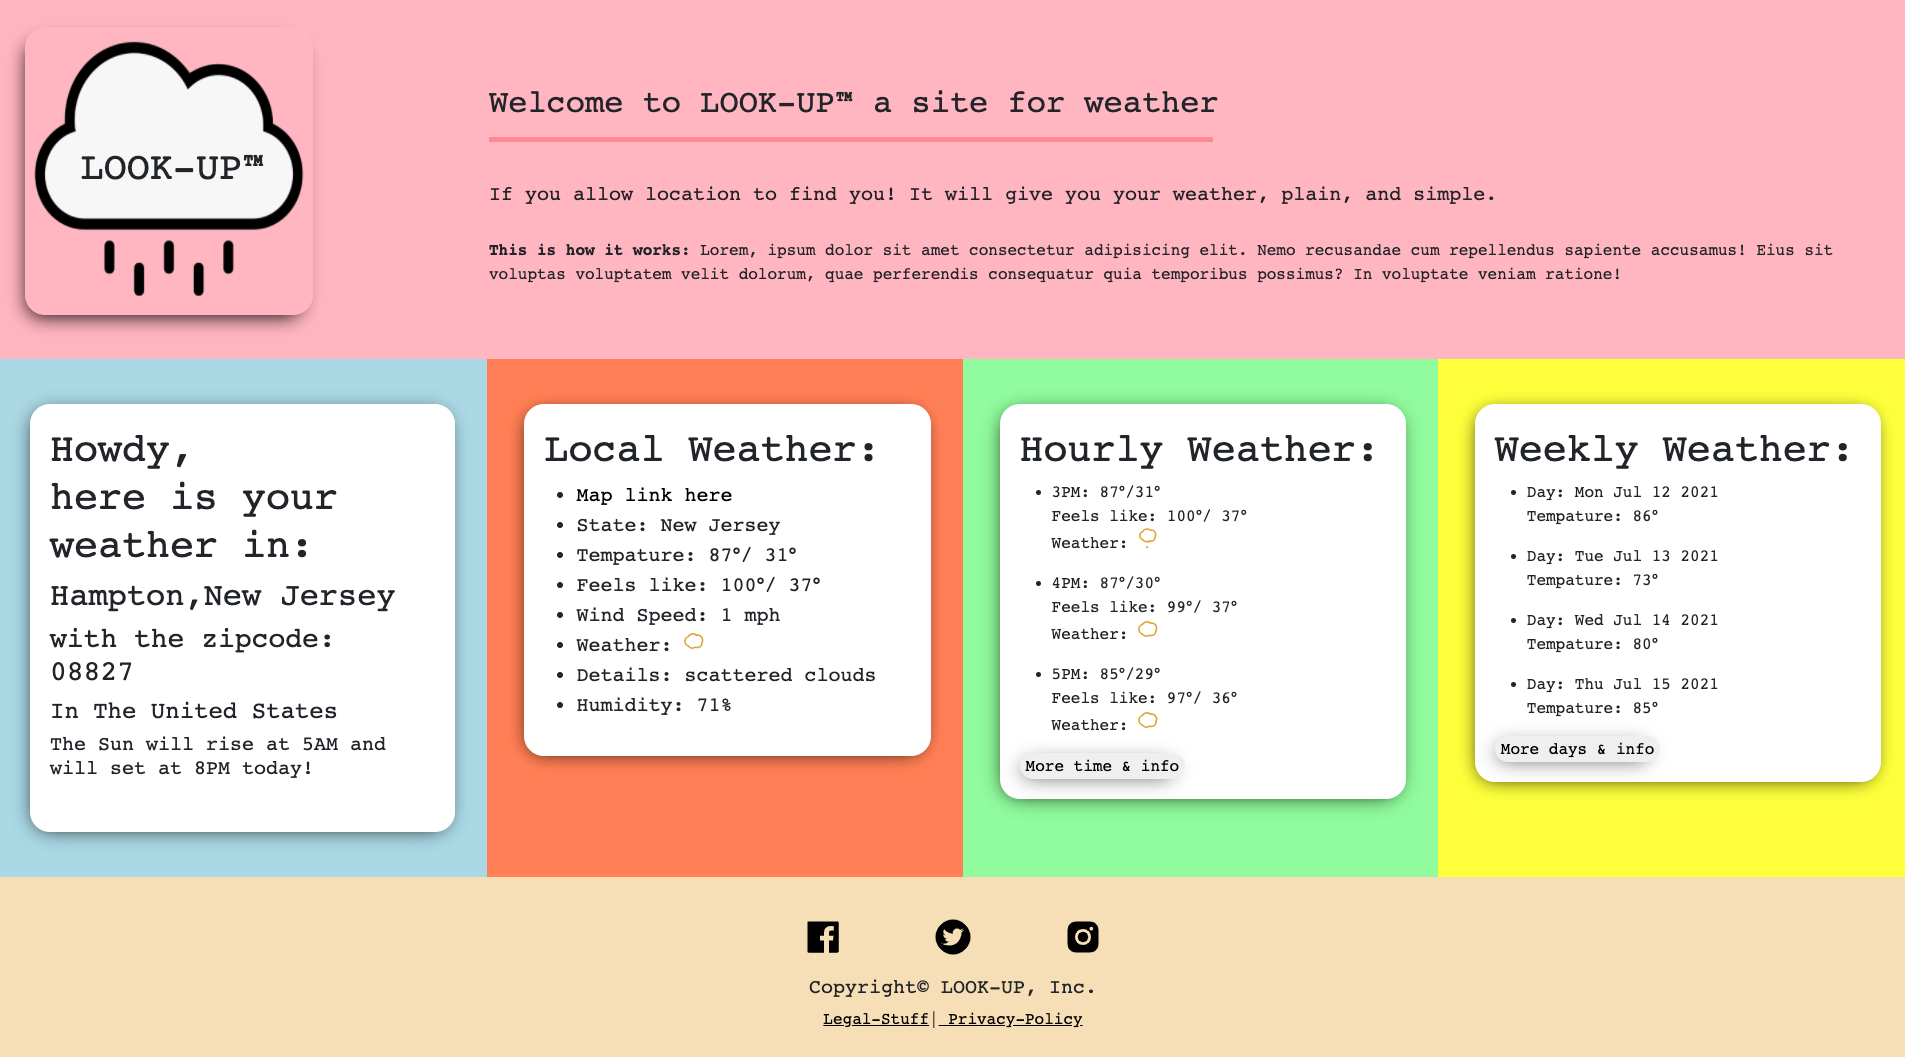 LOOK-UP™
Welcome to LOOK-UP™ a site for weather
If you allow location to find you! It will give you your weather, plain, and simple.
This is how it works: Lorem, ipsum dolor sit amet consectetur adipisicing elit. Nemo recusandae cum repellendus sapiente accusamus! Eius sit
voluptas voluptatem velit dolorum, quae perferendis consequatur quia temporibus possimus? In voluptate veniam ratione!
Howdy,
here is your
weather in:
Hampton,New Jersey
with the zipcode:
08827
In The United States
The Sun will rise at 5AM and
will set at 8PM today!
Local Weather:
• Map link here
• State: New Jersey
• Tempature: 87°/ 31°
• Feels like: 100°/ 37°
• Wind Speed: 1 mph
• Weather:
• Details: scattered clouds
• Humidity: 71%
Hourly Weather:
• 3PM: 87°/31°
Feels like: 100°/ 37°
Weather:
• 4PM: 87°/30°
Feels like: 99°/ 37°
Weather:
• 5PM: 85°/29°
Feels like: 97°/ 36°
Weather:
More time & info
Weekly Weather:
• Day: Mon Jul 12 2021
Tempature: 86°
• Day: Tue Jul 13 2021
Tempature: 73°
• Day: Wed Jul 14 2021
Tempature: 80°
• Day: Thu Jul 15 2021
Tempature: 85°
More days & info
Copyright© LOOK-UP, Inc.
Legal-Stuff| Privacy-Policy